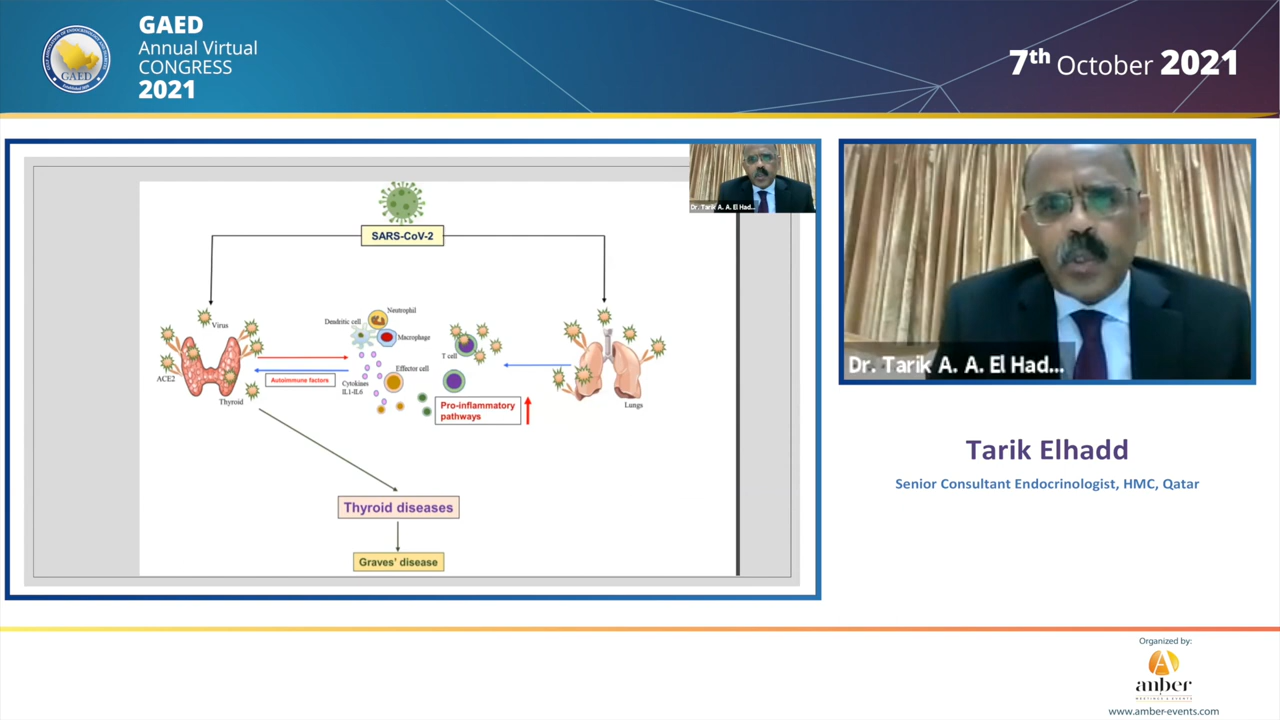 GAED
Annual Virtual
CONGRESS
2021
GAED
7th October 2021
Dr. Tarik A. A. El Had...
SARS-CoV-2
Virus
ACE2
Thyroid
Autoimmune factors
Dendritic cell
Neutrophil
Macrophage
T cell
Effector cell
Cytokines
IL1-IL6
Pro-inflammatory
pathways
Lungs
Thyroid diseases
Graves' disease
Dr. Tarik A. A. El Had...
Tarik Elhadd
Senior Consultant Endocrinologist, HMC, Qatar
Organized by:
anber
www.amber-events.com